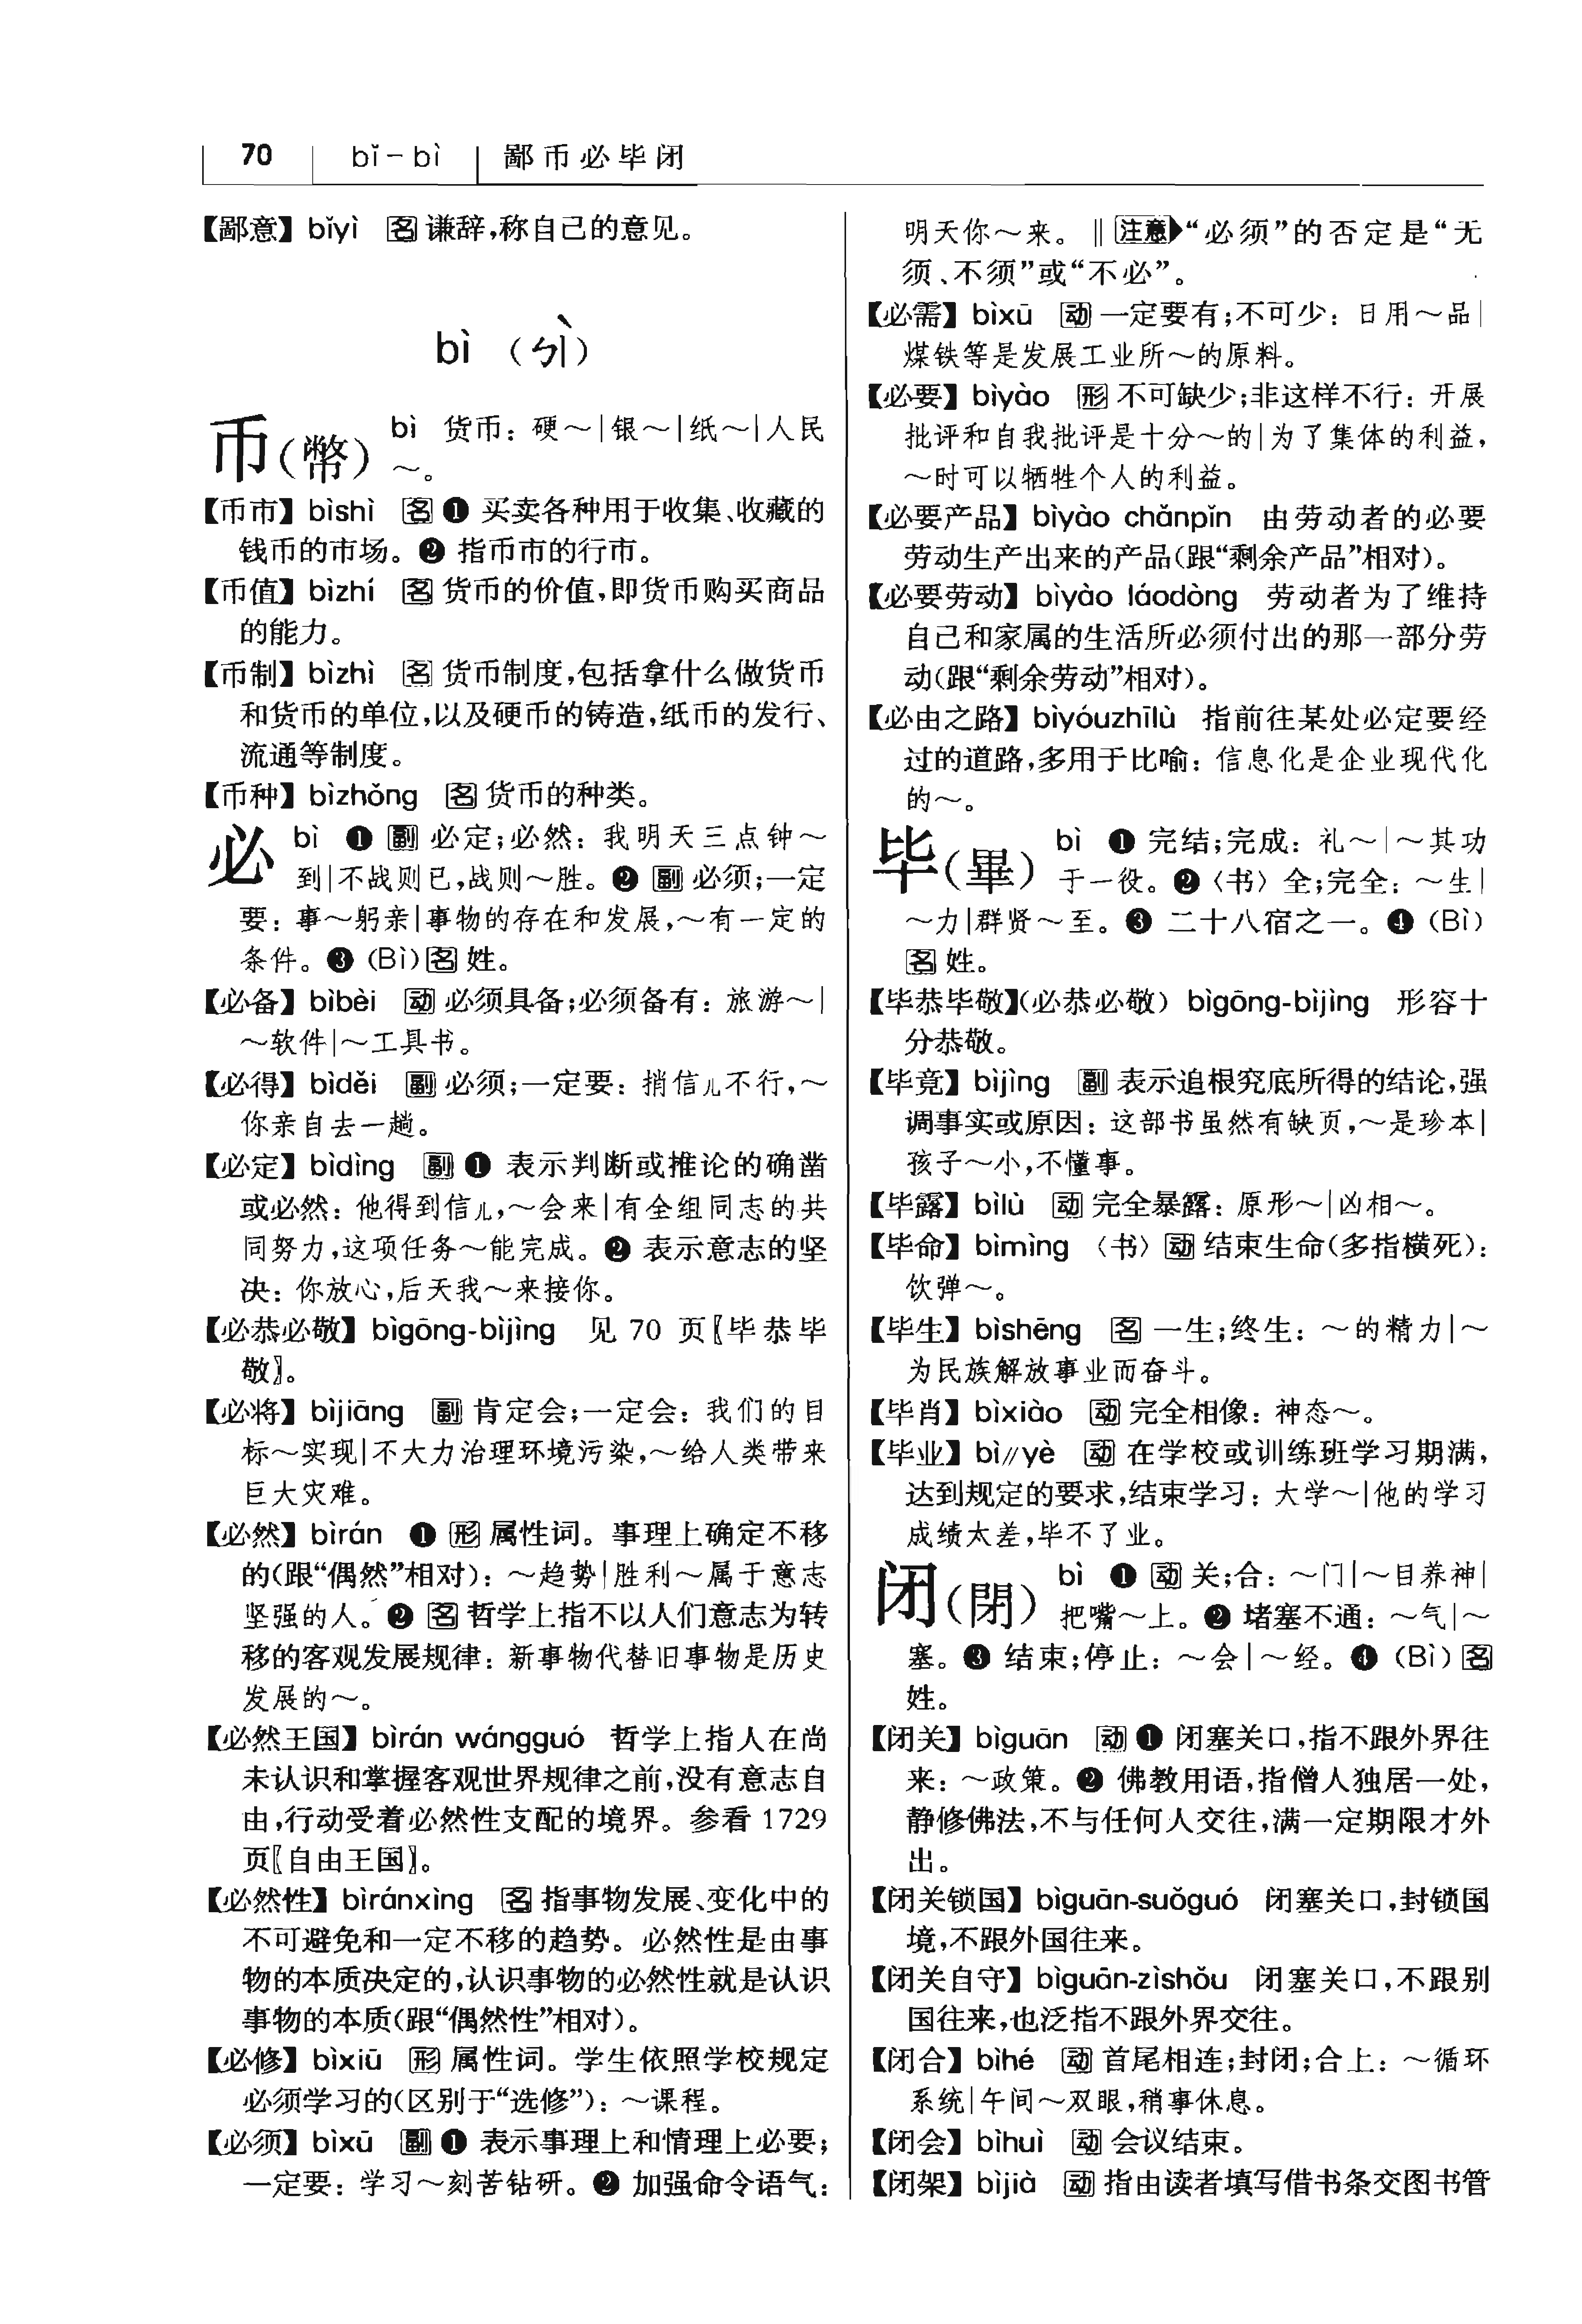 70 bǐ－bì 鄙币必毕闭
【鄙意】bǐyì 名 谦辞，称自己的意见。
bì （ㄅㄧˋ）
币（幣） bì 货币：硬～|银～|纸～|人民
～。
【币市】bìshì 名 ❶ 买卖各种用于收集、收藏的
钱币的市场。❷ 指币市的行市。
【币值】bìzhí 名 货币的价值，即货币购买商品
的能力。
【币制】bìzhì 名 货币制度，包括拿什么做货币
和货币的单位，以及硬币的铸造，纸币的发行、
流通等制度。
【币种】bìzhǒng 名 货币的种类。
必 bì ❶ 副 必定；必然：我明天三点钟～
到|不战则已，战则～胜。❷ 副 必须；一定
要：事～躬亲|事物的存在和发展，～有一定的
条件。❸（Bì）名 姓。
【必备】bìbèi 动 必须具备；必须备有：旅游～|
～软件|～工具书。
【必得】bìděi 副 必须；一定要：捎信儿不行，～
你亲自去一趟。
【必定】bìdìng 副 ❶ 表示判断或推论的确凿
或必然：他得到信儿，～会来|有全组同志的共
同努力，这项任务～能完成。❷ 表示意志的坚
决：你放心，后天我～来接你。
【必恭必敬】bìgōng-bìjìng 见 70 页〖毕恭毕
敬〗。
【必将】bìjiāng 副 肯定会；一定会：我们的目
标～实现|不大力治理环境污染，～给人类带来
巨大灾难。
【必然】bìrán ❶ 形 属性词。事理上确定不移
的（跟“偶然”相对）：～趋势|胜利～属于意志
坚强的人。❷ 名 哲学上指不以人们意志为转
移的客观发展规律：新事物代替旧事物是历史
发展的～。
【必然王国】bìrán wángguó 哲学上指人在尚
未认识和掌握客观世界规律之前，没有意志自
由，行动受着必然性支配的境界。参看 1729
页〖自由王国〗。
【必然性】bìránxìng 名 指事物发展、变化中的
不可避免和一定不移的趋势。必然性是由事
物的本质决定的，认识事物的必然性就是认识
事物的本质（跟“偶然性”相对）。
【必修】bìxiū 形 属性词。学生依照学校规定
必须学习的（区别于“选修”）：～课程。
【必须】bìxū 副 ❶ 表示事理上和情理上必要；
一定要：学习～刻苦钻研。❷ 加强命令语气：
明天你～来。‖注意▶“必须”的否定是“无
须、不须”或“不必”。
【必需】bìxū 动 一定要有；不可少：日用～品|
煤铁等是发展工业所～的原料。
【必要】bìyào 形 不可缺少；非这样不行：开展
批评和自我批评是十分～的|为了集体的利益，
～时可以牺牲个人的利益。
【必要产品】bìyào chǎnpǐn 由劳动者的必要
劳动生产出来的产品（跟“剩余产品”相对）。
【必要劳动】bìyào láodòng 劳动者为了维持
自己和家属的生活所必须付出的那一部分劳
动（跟“剩余劳动”相对）。
【必由之路】bìyóuzhīlù 指前往某处必定要经
过的道路，多用于比喻：信息化是企业现代化
的～。
毕（畢） bì ❶ 完结；完成：礼～|～其功
于一役。❷〈书〉全；完全：～生|
～力|群贤～至。❸ 二十八宿之一。❹（Bì）
名 姓。
【毕恭毕敬】（必恭必敬）bìgōng-bìjìng 形容十
分恭敬。
【毕竟】bìjìng 副 表示追根究底所得的结论，强
调事实或原因：这部书虽然有缺页，～是珍本|
孩子～小，不懂事。
【毕露】bìlù 动 完全暴露：原形～|凶相～。
【毕命】bìmìng 〈书〉动 结束生命（多指横死）：
饮弹～。
【毕生】bìshēng 名 一生；终生：～的精力|～
为民族解放事业而奋斗。
【毕肖】bìxiào 动 完全相像：神态～。
【毕业】bì//yè 动 在学校或训练班学习期满，
达到规定的要求，结束学习：大学～|他的学习
成绩太差，毕不了业。
闭（閉） bì ❶ 动 关；合：～门|～目养神|
把嘴～上。❷ 堵塞不通：～气|～
塞。❸ 结束；停止：～会|～经。❹（Bì）名
姓。
【闭关】bìguān 动 ❶ 闭塞关口，指不跟外界往
来：～政策。❷ 佛教用语，指僧人独居一处，
静修佛法，不与任何人交往，满一定期限才外
出。
【闭关锁国】bìguān-suǒguó 闭塞关口，封锁国
境，不跟外国往来。
【闭关自守】bìguān-zìshǒu 闭塞关口，不跟别
国往来，也泛指不跟外界交往。
【闭合】bìhé 动 首尾相连；封闭；合上：～循环
系统|午间～双眼，稍事休息。
【闭会】bìhuì 动 会议结束。
【闭架】bìjià 动 指由读者填写借书条交图书管